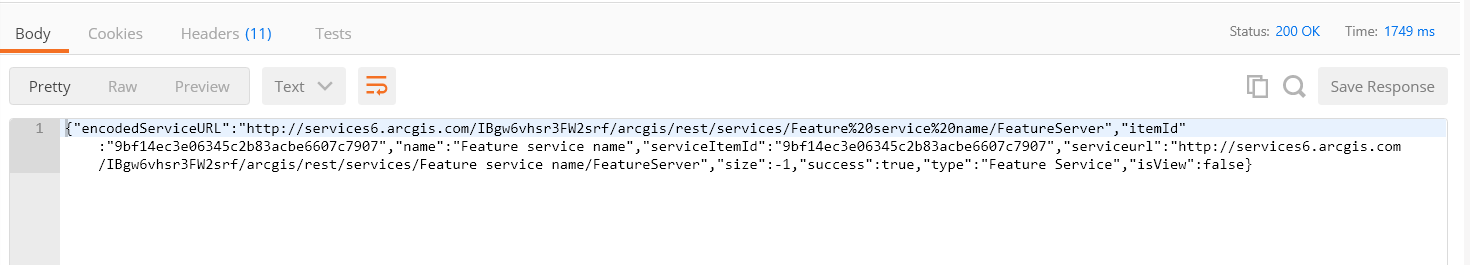 Body Cookies Headers (11) Tests Status: 200 OK Time: 1749 ms
Pretty Raw Preview Text Save Response
1 {"encodedServiceURL":"http://services6.arcgis.com/IBgw6vhsr3FW2srf/arcgis/rest/services/Feature%20service%20name/FeatureServer","itemId"
:"9bf14ec3e06345c2b83acbe6607c7907","name":"Feature service name","serviceItemId":"9bf14ec3e06345c2b83acbe6607c7907","serviceurl":"http://services6.arcgis.com
/IBgw6vhsr3FW2srf/arcgis/rest/services/Feature service name/FeatureServer","size":-1,"success":true,"type":"Feature Service","isView":false}